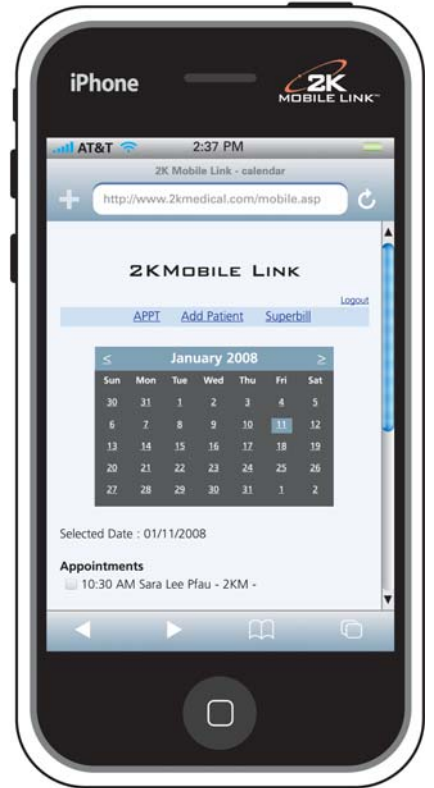 iPhone
2K
MOBILE LINK™
AT&T 2:37 PM
2K Mobile Link - calendar
http://www.2kmedical.com/mobile.asp
2KMOBILE LINK
Logout
APPT Add Patient Superbill
≤ January 2008 ≥
Sun Mon Tue Wed Thu Fri Sat
30 31 1 2 3 4 5
6 7 8 9 10 11 12
13 14 15 16 17 18 19
20 21 22 23 24 25 26
27 28 29 30 31 1 2
Selected Date : 01/11/2008
Appointments
10:30 AM Sara Lee Pfau - 2KM -